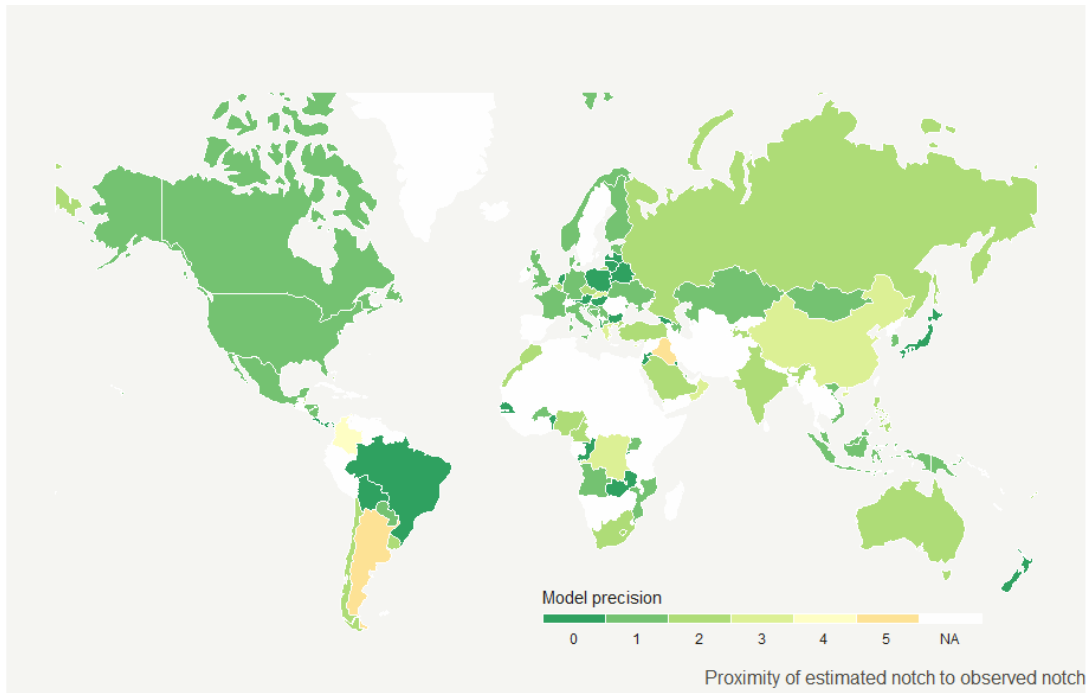 Model precision
0 1 2 3 4 5 NA
Proximity of estimated notch to observed notch